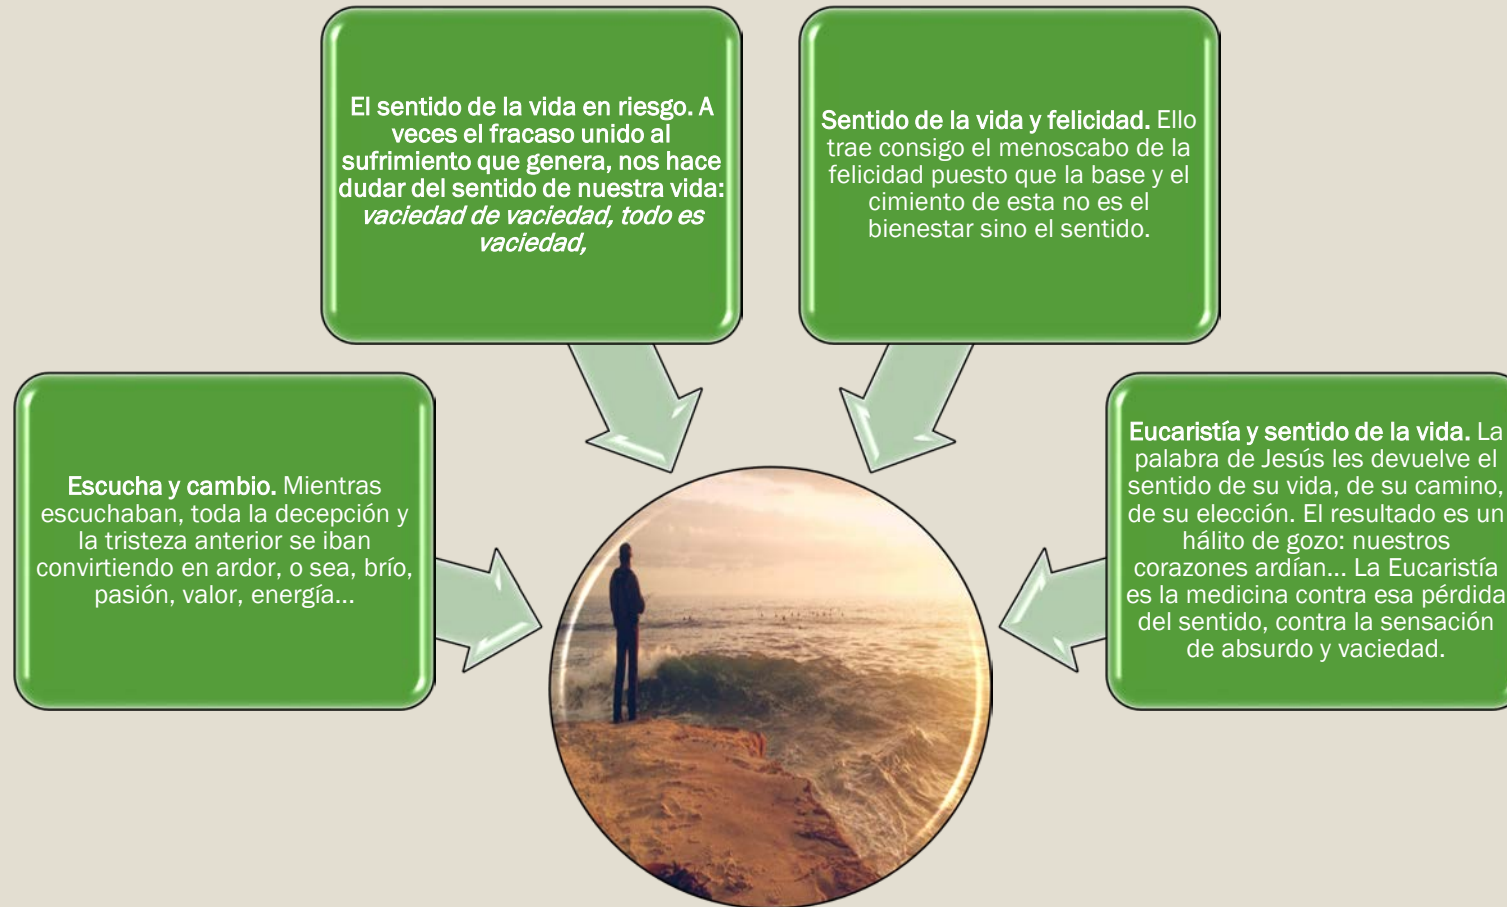 Escucha y cambio. Mientras
escuchaban, toda la decepción y
la tristeza anterior se iban
convirtiendo en ardor, o sea, brío,
pasión, valor, energía...
El sentido de la vida en riesgo. A
veces el fracaso unido al
sufrimiento que genera, nos hace
dudar del sentido de nuestra vida:
vaciedad de vaciedad, todo es
vaciedad,
Sentido de la vida y felicidad. Ello
trae consigo el menoscabo de la
felicidad puesto que la base y el
cimiento de esta no es el
bienestar sino el sentido.
Eucaristía y sentido de la vida. La
palabra de Jesús les devuelve el
sentido de su vida, de su camino,
de su elección. El resultado es un
hálito de gozo: nuestros
corazones ardían... La Eucaristía
es la medicina contra esa pérdida
del sentido, contra la sensación
de absurdo y vaciedad.